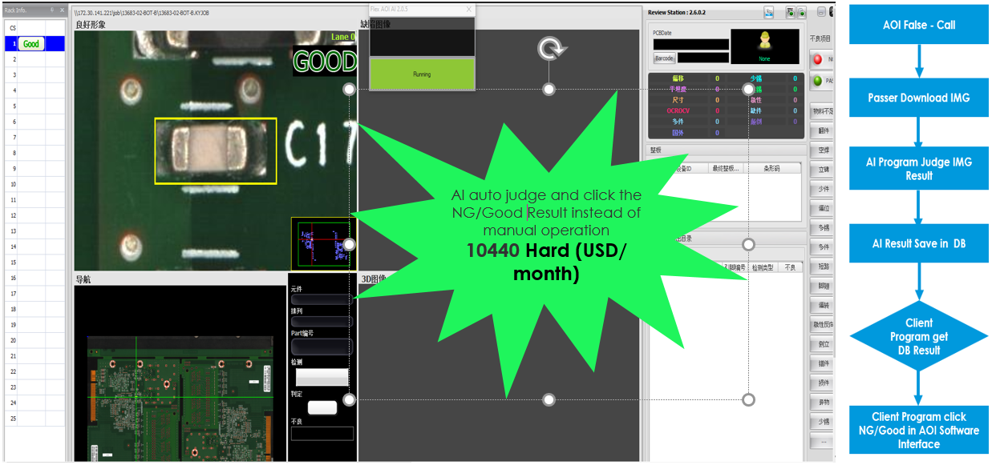 Rack Info.
CS
1 Good
2
3
4
5
6
7
8
9
10
11
12
13
14
15
16
17
18
19
20
21
22
23
24
25
\\172.30.141.221\job\13683-02-BOT-B\13683-02-BOT-B.KYJOB
良好形象
Lane 0
GOOD
C17
导航
元件
排列
Part编号
检测
判定
不良
缺陷图像
Flex AOI AI 2.0.5
Running
3D图像
AI auto judge and click the
NG/Good Result instead of
manual operation
10440 Hard (USD/
month)
Review Station : 2.6.0.2
PCBDate
Barcode
None
偏移 0 少锡 0
平坦度 0 锡 0
尺寸 0 极性 0
OCROCV 0 缺件 0
多件 0 0
国外 0
整板
设备ID 最终整板... 条形码
出目录
引脚编号 检测类型 不良
不良项目
NG
PAS
物料不足
翻件
空焊
立碑
少件
偏位
多锡
多件
短路
脚翘
偏转
极性反向
侧立
错件
损件
异物
少锡
...
AOI False - Call
Passer Download IMG
AI Program Judge IMG
Result
AI Result Save in DB
Client
Program get
DB Result
Client Program click
NG/Good in AOI Software
Interface